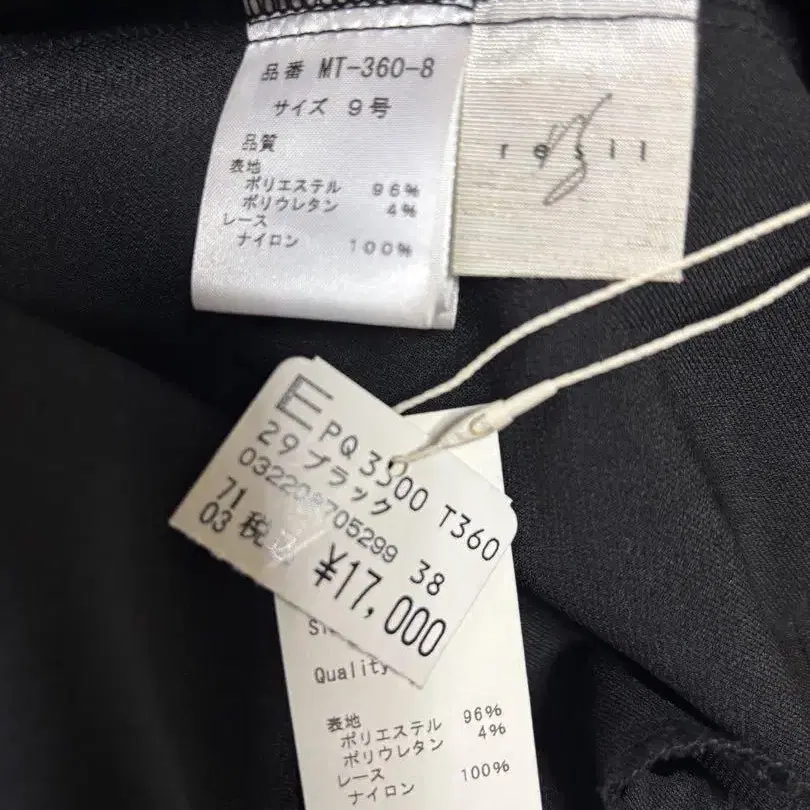 品番 MT-360-8
サイズ 9号
品質
表地
ポリエステル 96%
ポリウレタン 4%
レース
ナイロン 100%
resil
E PQ 3500 T360
29 ブラック
38
71
03 税
¥17,000
Quality
表地
ポリエステル 96%
ポリウレタン 4%
レース
ナイロン 100%